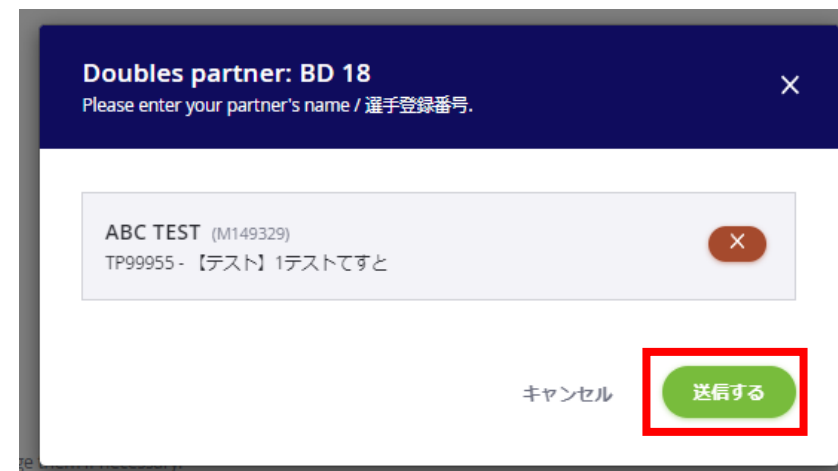 Doubles partner: BD 18
Please enter your partner's name / 選手登録番号.
ABC TEST (M149329)
TP99955 - 【テスト】1テストてすと
キャンセル 送信する